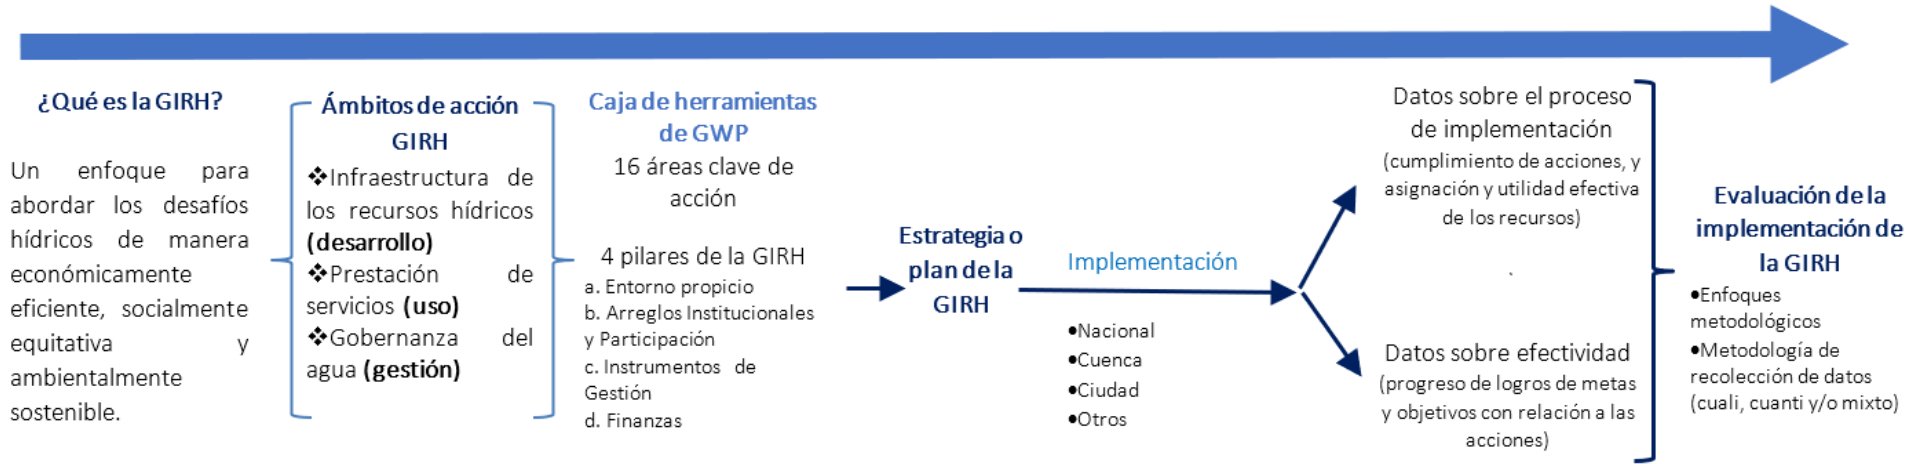 ¿Qué es la GIRH?
Un enfoque para
abordar los desafíos
hídricos de manera
económicamente
eficiente, socialmente
equitativa y
ambientalmente
sostenible.
Ámbitos de acción
GIRH
❖Infraestructura de
los recursos hídricos
(desarrollo)
❖Prestación de
servicios (uso)
❖Gobernanza del
agua (gestión)
Caja de herramientas
de GWP
16 áreas clave de
acción
4 pilares de la GIRH
a. Entorno propicio
b. Arreglos Institucionales
y Participación
c. Instrumentos de
Gestión
d. Finanzas
Estrategia o
plan de la
GIRH
Implementación
•Nacional
•Cuenca
•Ciudad
•Otros
Datos sobre el proceso
de implementación
(cumplimiento de acciones, y
asignación y utilidad efectiva
de los recursos)
.
Datos sobre efectividad
(progreso de logros de metas
y objetivos con relación a las
acciones)
Evaluación de la
implementación de
la GIRH
•Enfoques
metodológicos
•Metodología de
recolección de datos
(cuali, cuanti y/o mixto)